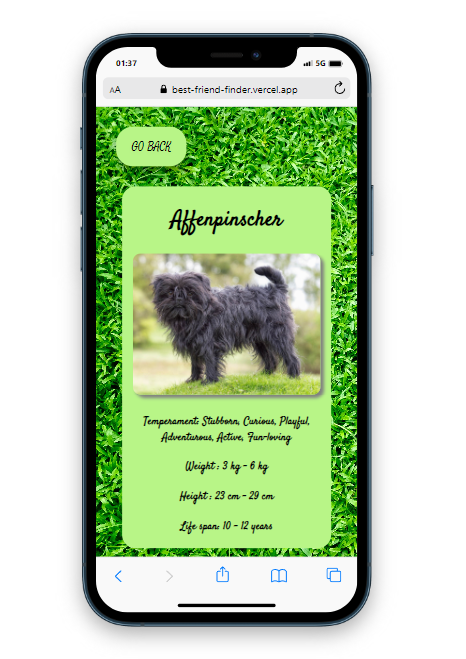 01:37
5G
AA
best-friend-finder.vercel.app
GO BACK
Affenpinscher
Temperament: Stubborn, Curious, Playful,
Adventurous, Active, Fun-loving
Weight : 3 kg - 6 kg
Height : 23 cm - 29 cm
Life span: 10 - 12 years